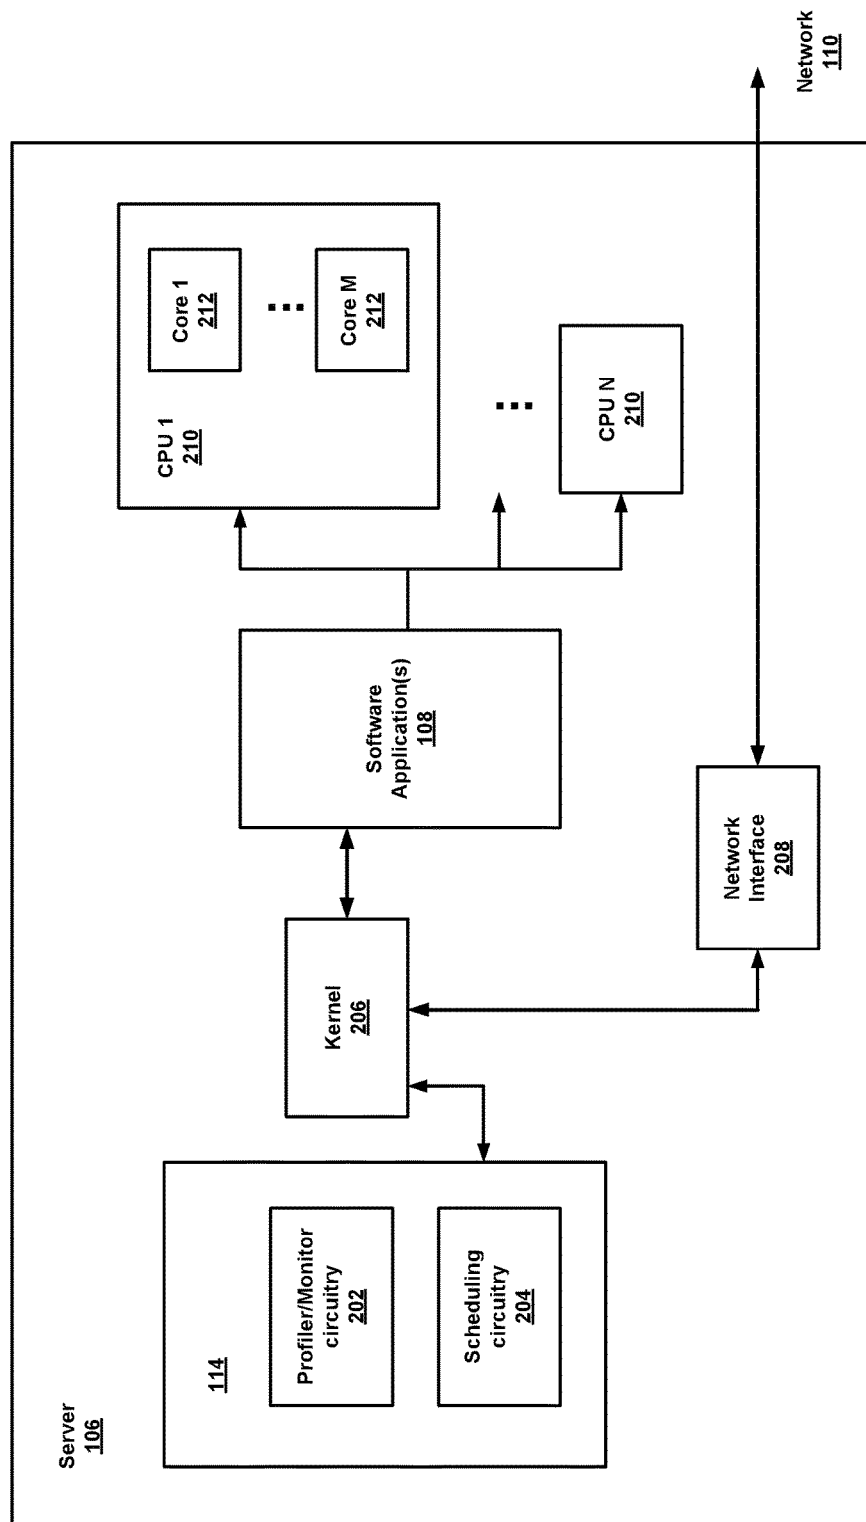 Server
106
114
Profiler/Monitor
circuitry
202
Scheduling
circuitry
204
Kernel
206
Software
Application(s)
108
CPU 1
210
Core 1
212
Core M
212
CPU N
210
Network
Interface
208
Network
110